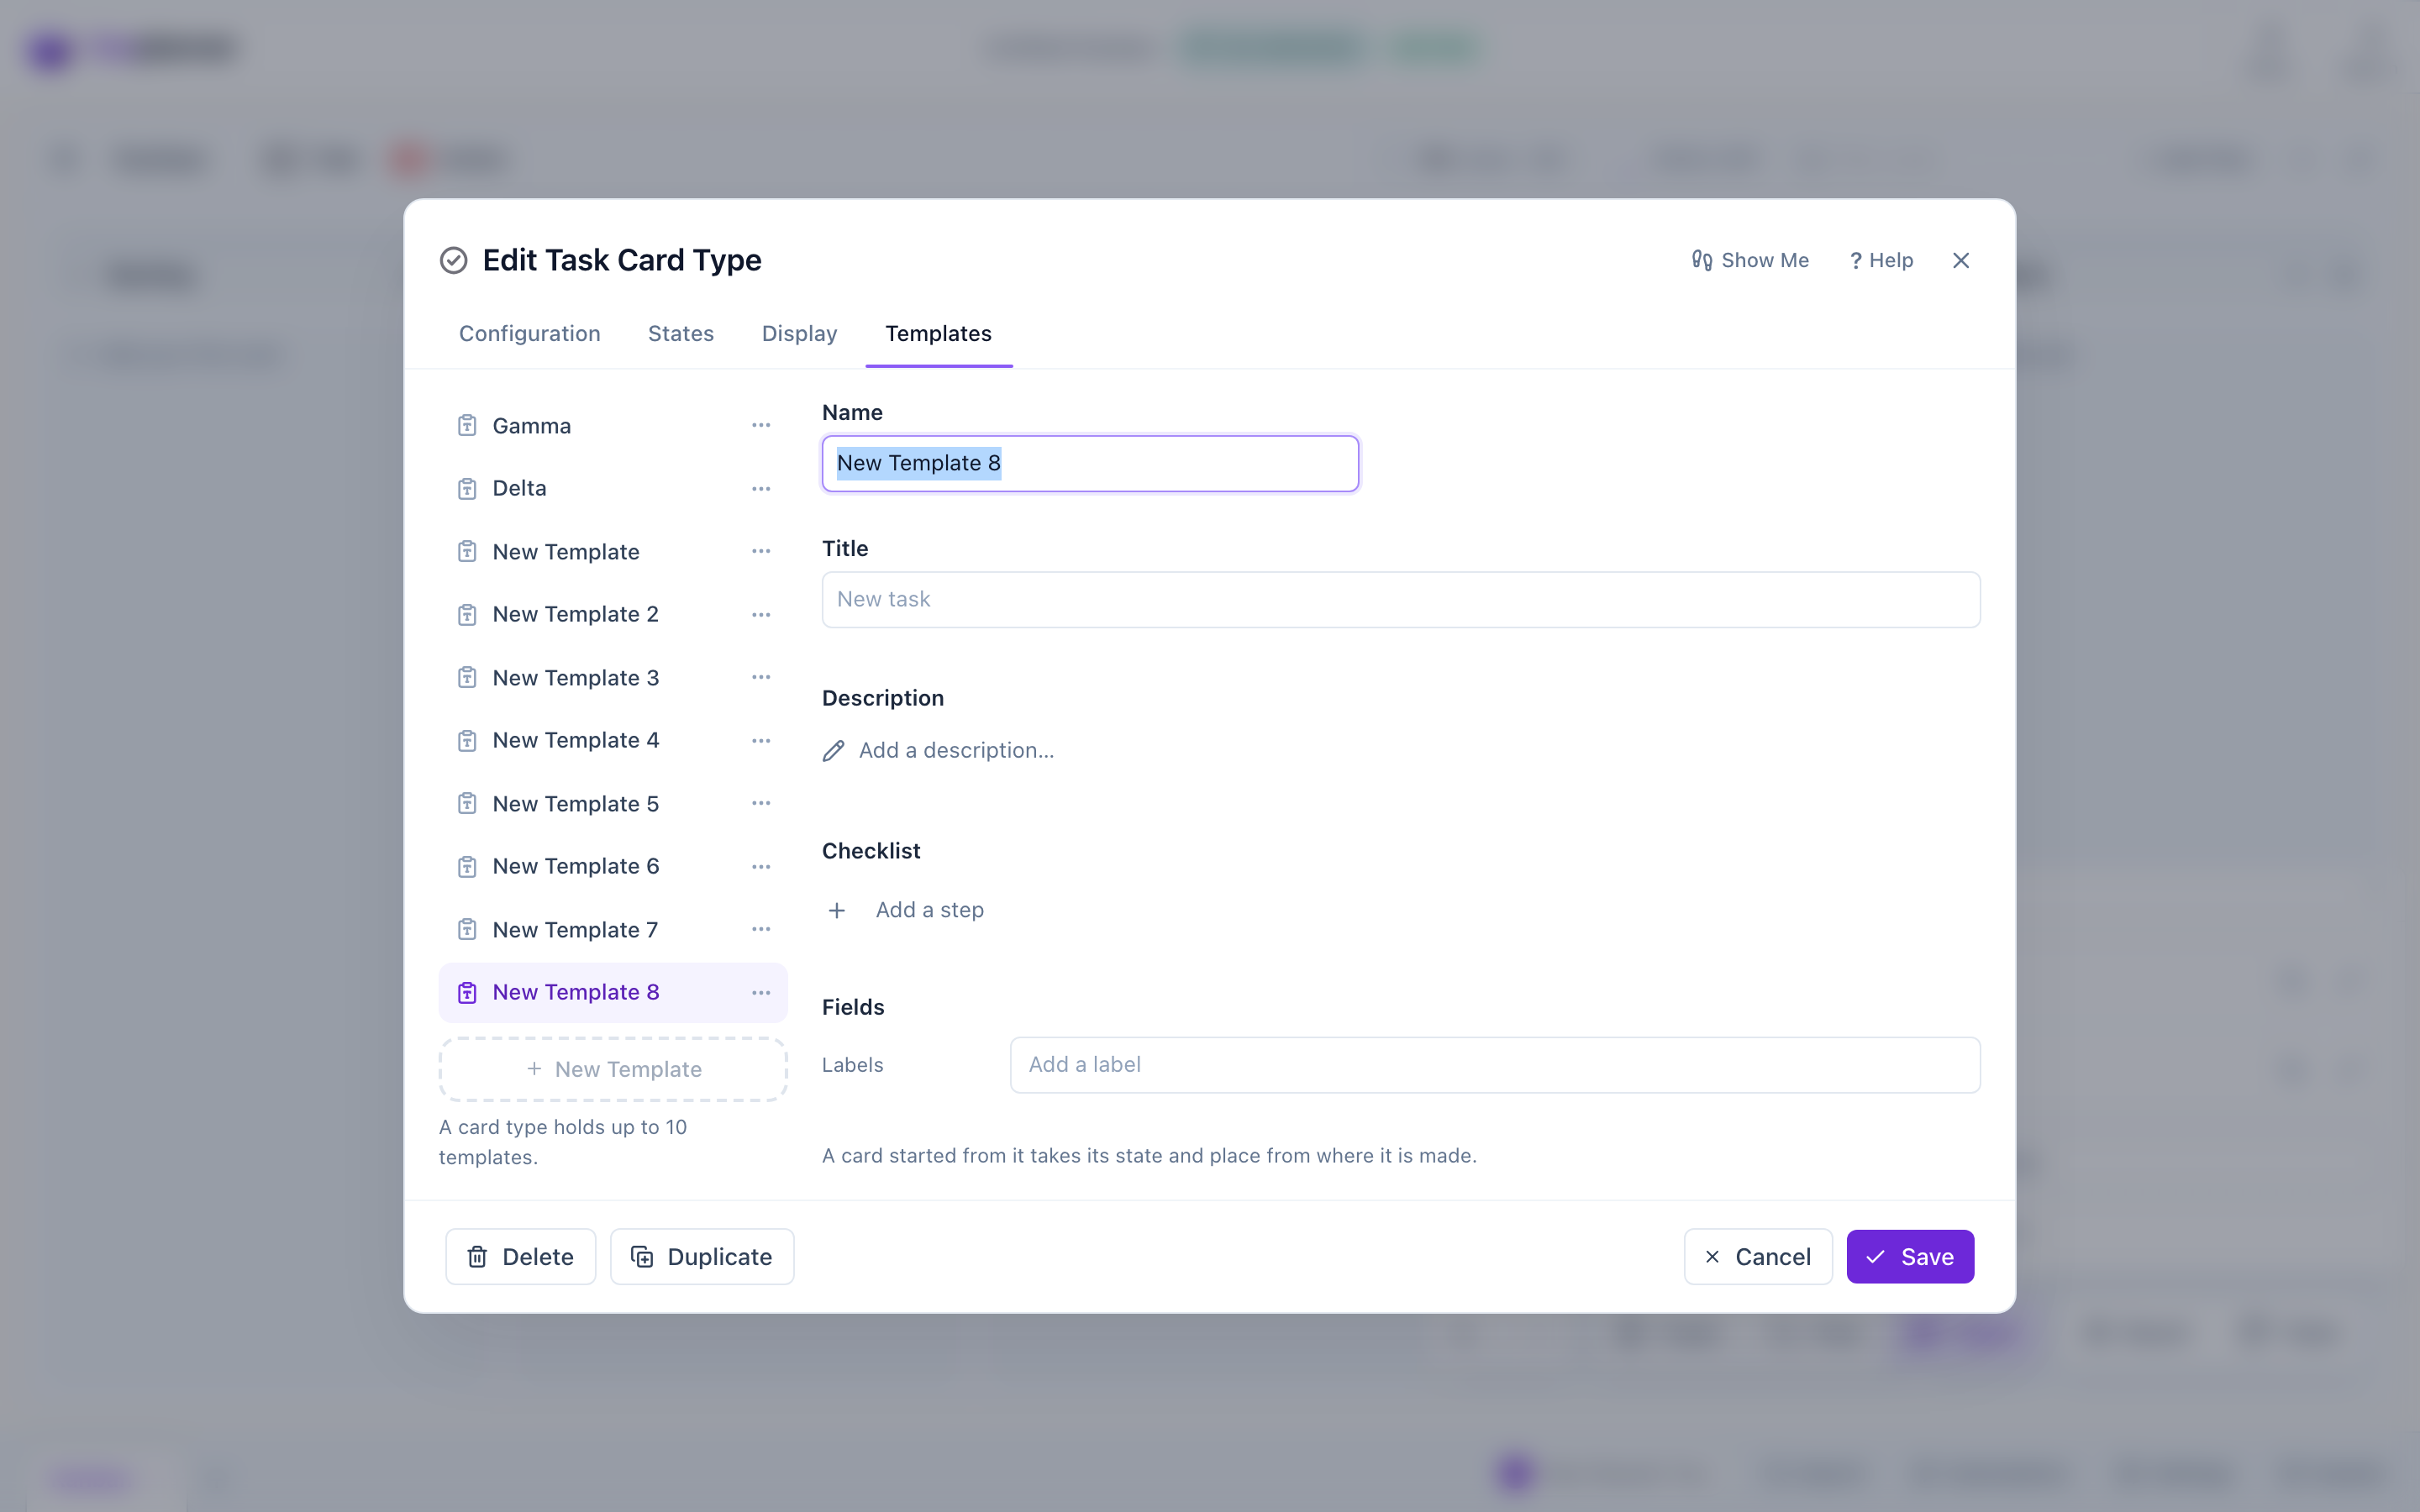 Edit Task Card Type
Show Me
? Help
Configuration
States
Display
Templates
Gamma
Delta
New Template
New Template 2
New Template 3
New Template 4
New Template 5
New Template 6
New Template 7
New Template 8
+ New Template
A card type holds up to 10
templates.
Name
New Template 8
Title
New task
Description
Add a description...
Checklist
+ Add a step
Fields
Labels
Add a label
A card started from it takes its state and place from where it is made.
Delete
Duplicate
Cancel
Save